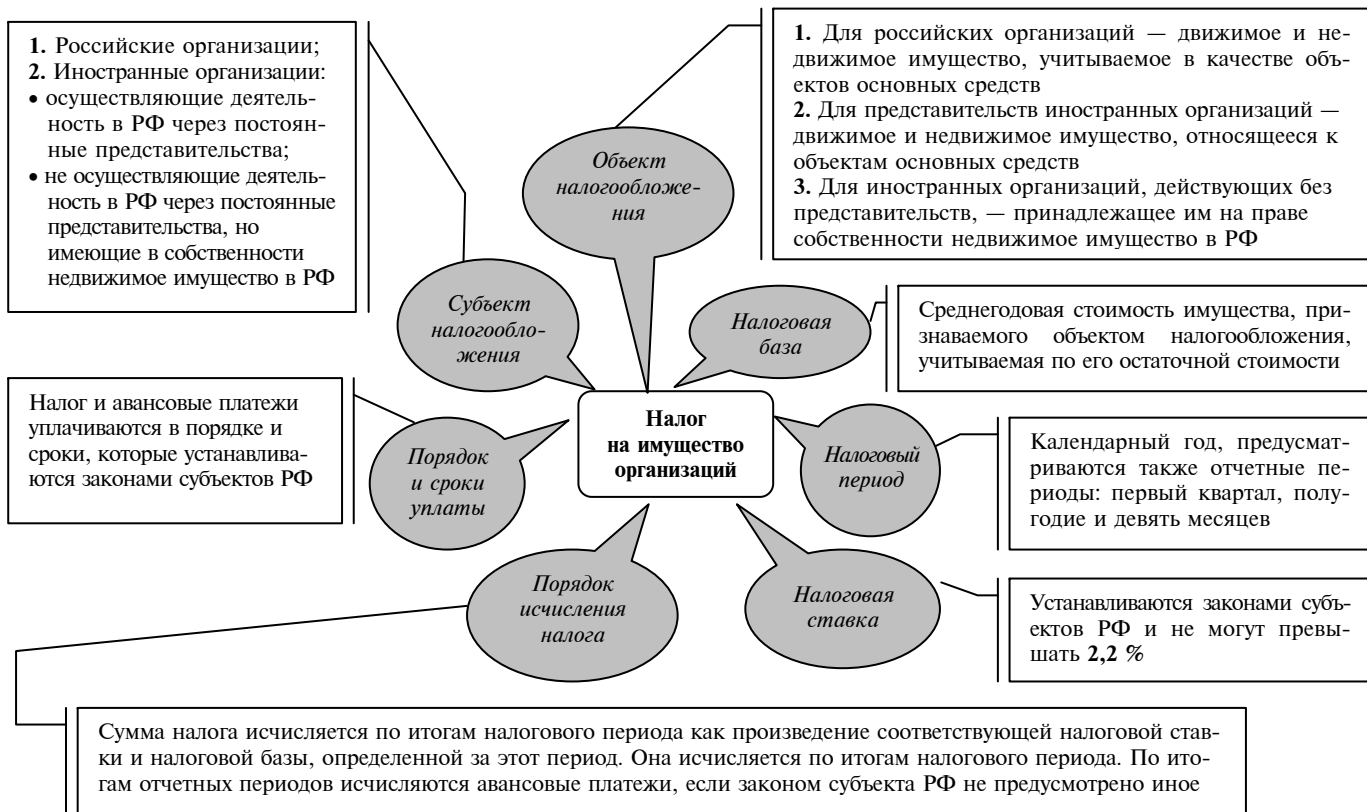 1. Российские организации;
2. Иностранные организации:
• осуществляющие деятель-
ность в РФ через постоян-
ные представительства;
• не осуществляющие деятель-
ность в РФ через постоянные
представительства, но
имеющие в собственности
недвижимое имущество в РФ
Объект
налогообложе-
ния
1. Для российских организаций — движимое и не-
движимое имущество, учитываемое в качестве объ-
ектов основных средств
2. Для представительств иностранных организаций —
движимое и недвижимое имущество, относящееся к
объектам основных средств
3. Для иностранных организаций, действующих без
представительств, — принадлежащее им на праве
собственности недвижимое имущество в РФ
Субъект
налогообло-
жения
Налоговая
база
Среднегодовая стоимость имущества, при-
знаваемого объектом налогообложения,
учитываемая по его остаточной стоимости
Налог и авансовые платежи
уплачиваются в порядке и
сроки, которые устанавлива-
ются законами субъектов РФ
Порядок
и сроки
уплаты
Налог
на имущество
организаций
Налоговый
период
Календарный год, предусмат-
риваются также отчетные пе-
риоды: первый квартал, полу-
годие и девять месяцев
Порядок
исчисления
налога
Налоговая
ставка
Устанавливаются законами субъ-
ектов РФ и не могут превы-
шать 2,2 %
Сумма налога исчисляется по итогам налогового периода как произведение соответствующей налоговой став-
ки и налоговой базы, определенной за этот период. Она исчисляется по итогам налогового периода. По ито-
гам отчетных периодов исчисляются авансовые платежи, если законом субъекта РФ не предусмотрено иное